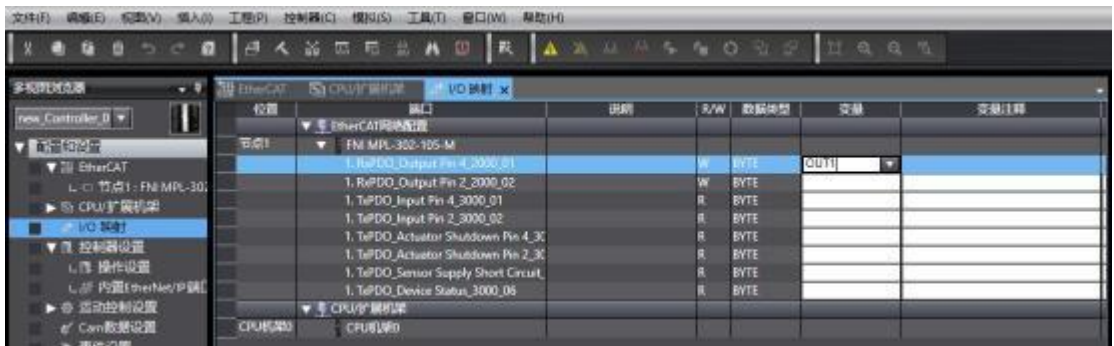 文件(F) 编辑(E) 视图(V) 插入(I) 工程(P) 控制器(C) 模拟(S) 工具(T) 窗口(W) 帮助(H)
多视图浏览器
EtherCAT CPU/扩展机架 I/O 映射
new_Controller_0
位置 端口 说明 R/W 数据类型 变量 变量注释
EtherCAT网络配置
配置和设置
节点1 FNI MPL-302-105-M
EtherCAT
1. RxPDO_Output Pin 4_2000_01 W BYTE OUT1
节点1 : FNI MPL-302
1. RxPDO_Output Pin 2_2000_02 W BYTE
CPU/扩展机架
1. TxPDO_Input Pin 4_3000_01 R BYTE
I/O 映射
1. TxPDO_Input Pin 2_3000_02 R BYTE
控制器设置
1. TxPDO_Actuator Shutdown Pin 4_3 R BYTE
操作设置
1. TxPDO_Actuator Shutdown Pin 2_3 R BYTE
内置EtherNet/IP端口
1. TxPDO_Sensor Supply Short Circuit_ R BYTE
1. TxPDO_Device Status_3000_06 R BYTE
运动控制设置
CPU/扩展机架
Cam数据设置
CPU机架0 CPU机架0
事件设置